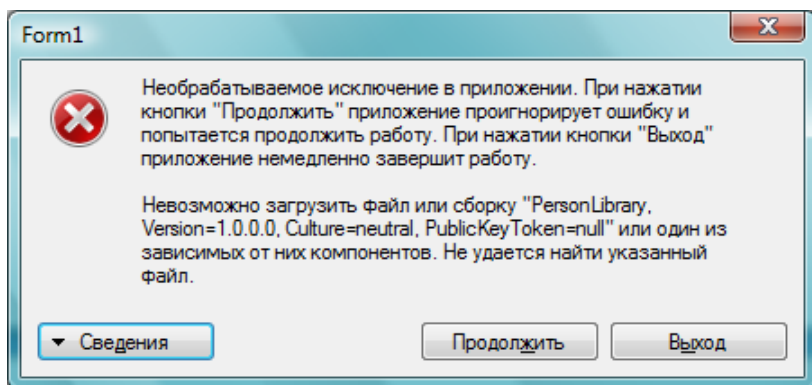 Form1
Необрабатываемое исключение в приложении. При нажатии
кнопки "Продолжить" приложение проигнорирует ошибку и
попытается продолжить работу. При нажатии кнопки "Выход"
приложение немедленно завершит работу.
Невозможно загрузить файл или сборку "PersonLibrary,
Version=1.0.0.0, Culture=neutral, PublicKeyToken=null" или один из
зависимых от них компонентов. Не удается найти указанный
файл.
Сведения
Продолжить
Выход